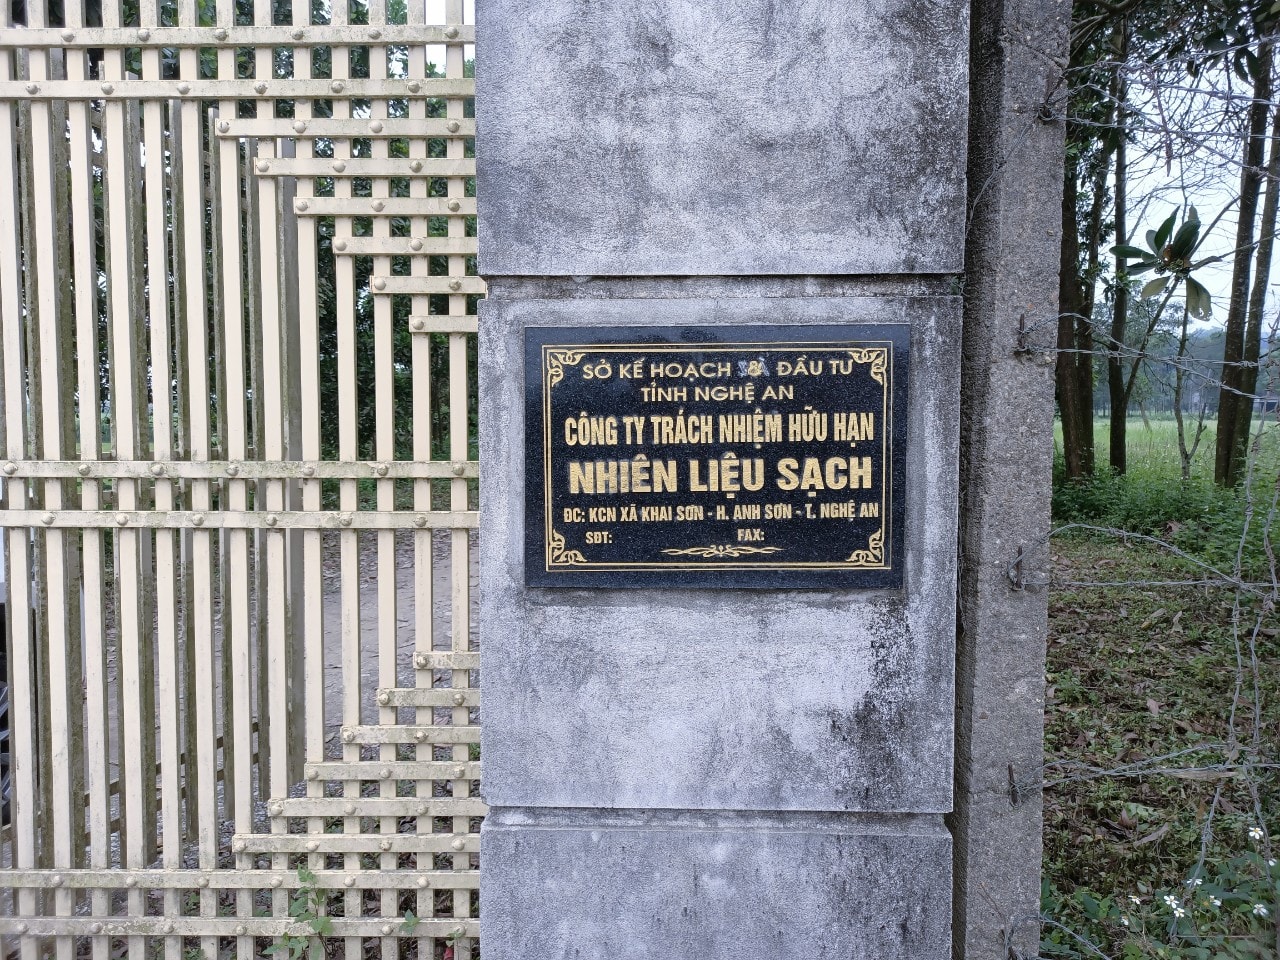 SỞ KẾ HOẠCH & ĐẦU TƯ
TỈNH NGHỆ AN
CÔNG TY TRÁCH NHIỆM HỮU HẠN
NHIÊN LIỆU SẠCH
ĐC: KCN XÃ KHAI SƠN - H. ANH SƠN - T. NGHỆ AN
SĐT: FAX: